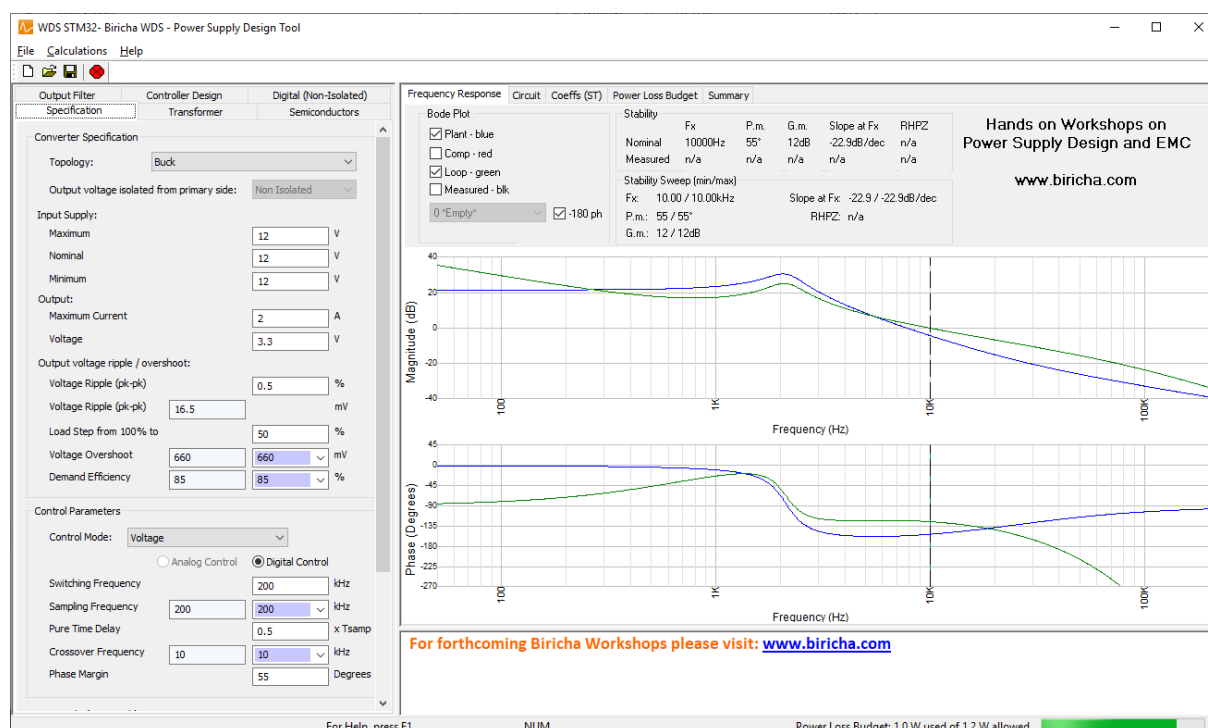 WDS STM32- Biricha WDS - Power Supply Design Tool
File Calculations Help
Output Filter Controller Design Digital (Non-Isolated)
Specification Transformer Semiconductors
Converter Specification
Topology: Buck
Output voltage isolated from primary side: Non Isolated
Input Supply:
Maximum 12 V
Nominal 12 V
Minimum 12 V
Output:
Maximum Current 2 A
Voltage 3.3 V
Output voltage ripple / overshoot:
Voltage Ripple (pk-pk) 0.5 %
Voltage Ripple (pk-pk) 16.5 mV
Load Step from 100% to 50 %
Voltage Overshoot 660 660 mV
Demand Efficiency 85 85 %
Control Parameters
Control Mode: Voltage
Analog Control Digital Control
Switching Frequency 200 kHz
Sampling Frequency 200 200 kHz
Pure Time Delay 0.5 x Tsamp
Crossover Frequency 10 10 kHz
Phase Margin 55 Degrees
Frequency Response Circuit Coeffs (ST) Power Loss Budget Summary
Bode Plot
Plant - blue
Comp - red
Loop - green
Measured - blk
0 *Empty* -180 ph
Stability
Fx P.m. G.m. Slope at Fx RHPZ
Nominal 10000Hz 55° 12dB -22.9dB/dec n/a
Measured n/a n/a n/a n/a n/a
Stability Sweep (min/max)
Fx: 10.00 / 10.00kHz Slope at Fx: -22.9 / -22.9dB/dec
P.m.: 55 / 55° RHPZ: n/a
G.m.: 12 / 12dB
Hands on Workshops on
Power Supply Design and EMC
www.biricha.com
Magnitude (dB)
40
20
0
-20
-40
100 1K 10K 100K
Frequency (Hz)
Phase (Degrees)
45
0
-45
-90
-135
-180
-225
-270
100 1K 10K 100K
Frequency (Hz)
For forthcoming Biricha Workshops please visit: www.biricha.com
For Help, press F1 NUM Power Loss Budget: 1.0 W used of 1.2 W allowed